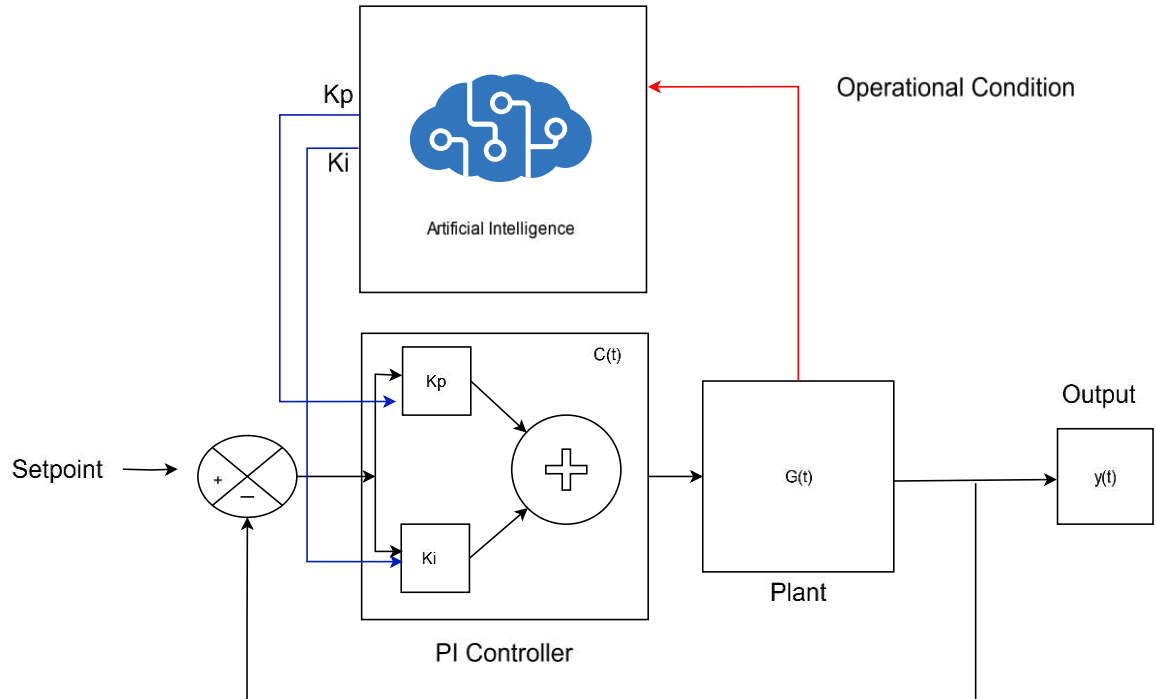 Kp
Ki
Artificial Intelligence
Operational Condition
C(t)
Kp
Ki
Setpoint
+
−
G(t)
Plant
Output
y(t)
PI Controller